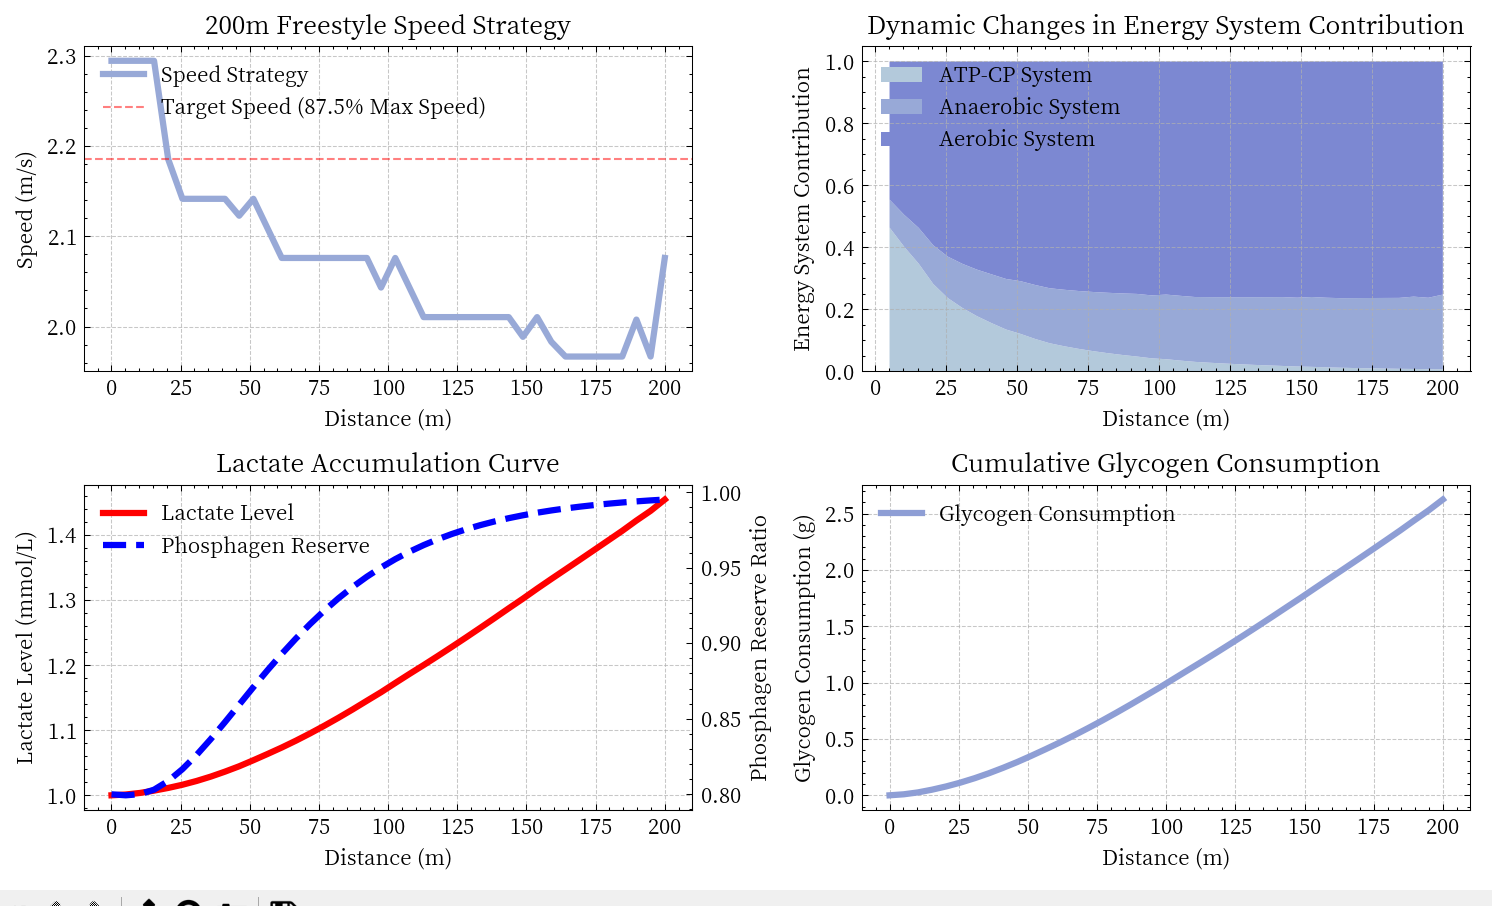 200m Freestyle Speed Strategy
2.3
2.2
2.1
2.0
Speed (m/s)
Speed Strategy
Target Speed (87.5% Max Speed)
0 25 50 75 100 125 150 175 200
Distance (m)
Dynamic Changes in Energy System Contribution
1.0
0.8
0.6
0.4
0.2
0.0
Energy System Contribution
ATP-CP System
Anaerobic System
Aerobic System
0 25 50 75 100 125 150 175 200
Distance (m)
Lactate Accumulation Curve
1.4
1.3
1.2
1.1
1.0
Lactate Level (mmol/L)
Lactate Level
Phosphagen Reserve
1.00
0.95
0.90
0.85
0.80
Phosphagen Reserve Ratio
0 25 50 75 100 125 150 175 200
Distance (m)
Cumulative Glycogen Consumption
2.5
2.0
1.5
1.0
0.5
0.0
Glycogen Consumption (g)
Glycogen Consumption
0 25 50 75 100 125 150 175 200
Distance (m)